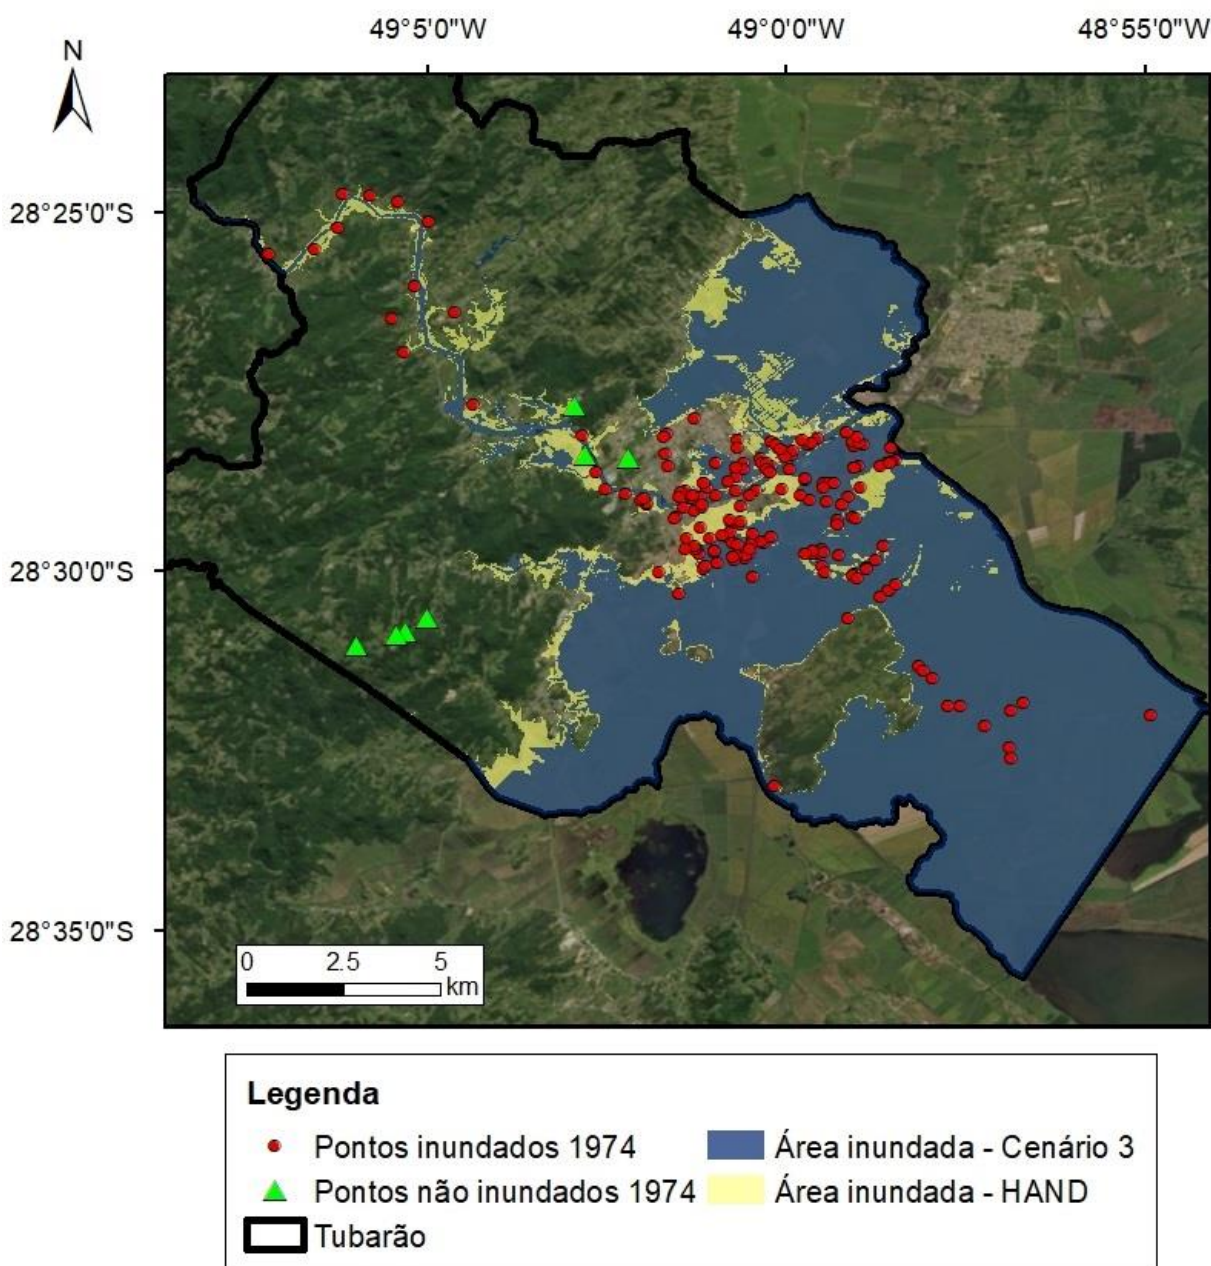 49°5'0"W 49°0'0"W 48°55'0"W
N
28°25'0"S
28°30'0"S
28°35'0"S
0 2.5 5
km
Legenda
Pontos inundados 1974 Área inundada - Cenário 3
Pontos não inundados 1974 Área inundada - HAND
Tubarão